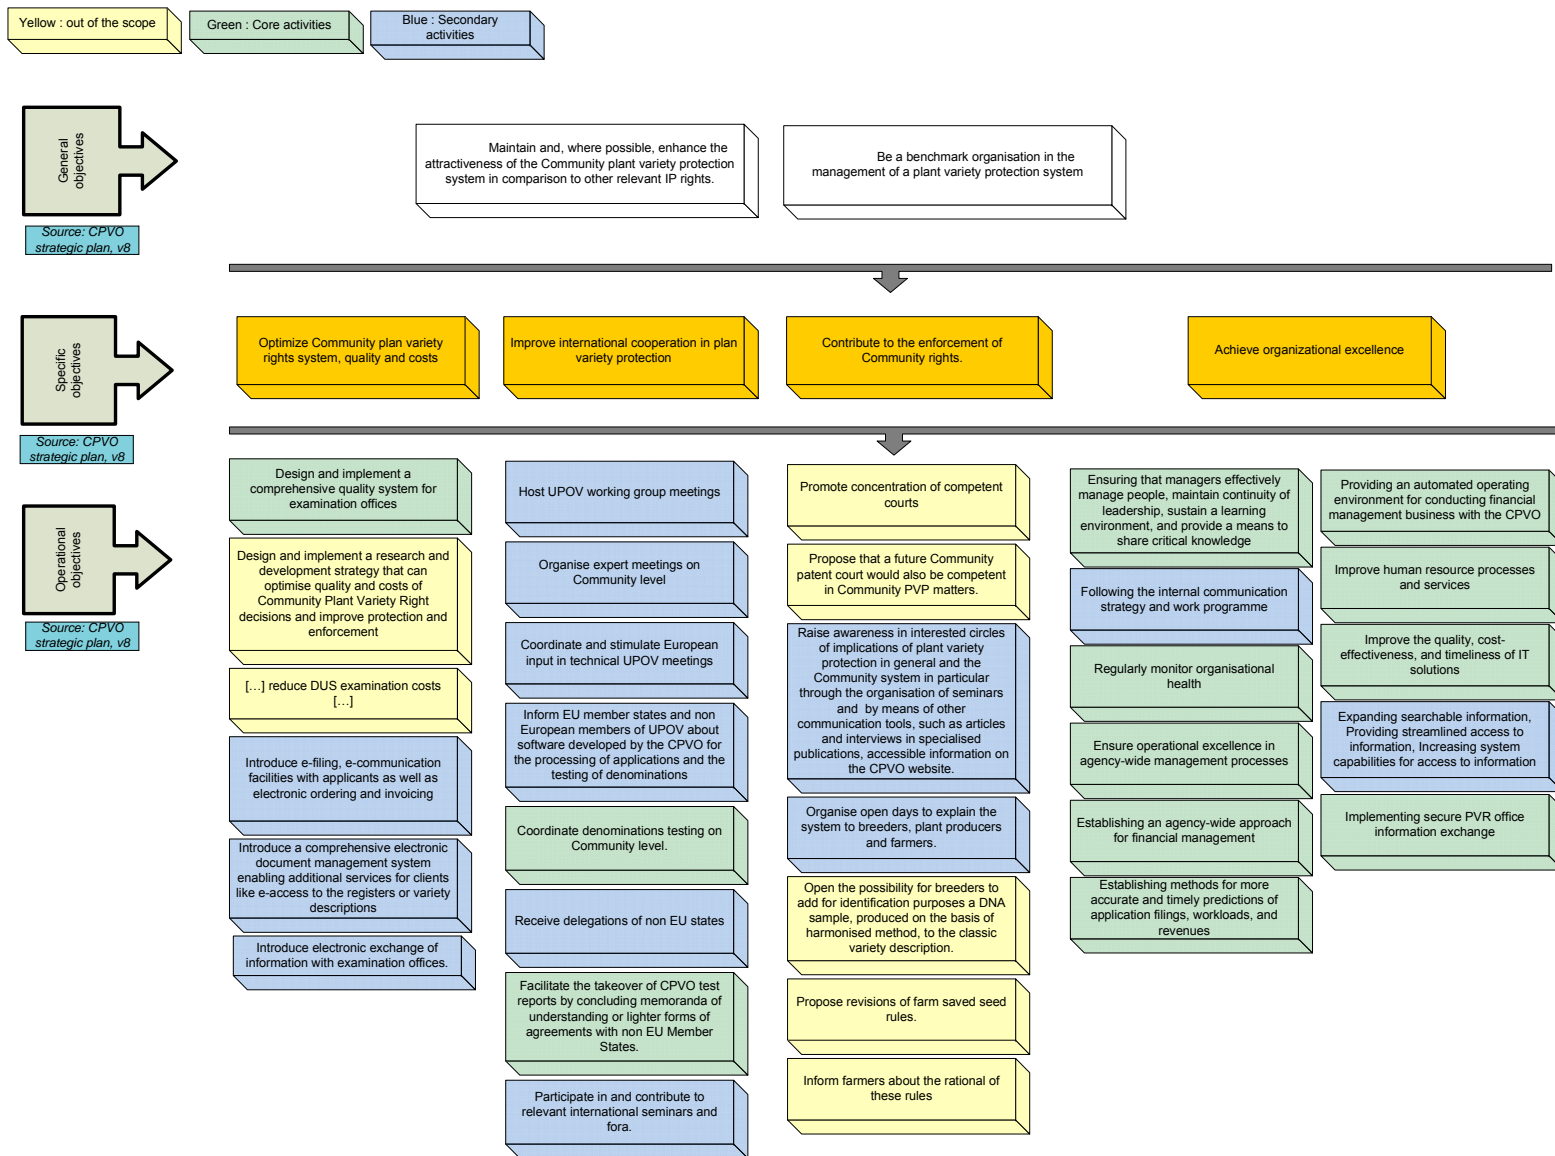 Yellow : out of the scope
Green : Core activities
Blue : Secondary
activities
General
objectives
Source: CPVO
strategic plan, v8
Maintain and, where possible, enhance the
attractiveness of the Community plant variety protection
system in comparison to other relevant IP rights.
Be a benchmark organisation in the
management of a plant variety protection system
Specific
objectives
Source: CPVO
strategic plan, v8
Optimize Community plan variety
rights system, quality and costs
Improve international cooperation in plan
variety protection
Contribute to the enforcement of
Community rights.
Achieve organizational excellence
Operational
objectives
Source: CPVO
strategic plan, v8
Design and implement a
comprehensive quality system for
examination offices
Design and implement a research and
development strategy that can
optimise quality and costs of
Community Plant Variety Right
decisions and improve protection and
enforcement
[…] reduce DUS examination costs
[…]
Introduce e-filing, e-communication
facilities with applicants as well as
electronic ordering and invoicing
Introduce a comprehensive electronic
document management system
enabling additional services for clients
like e-access to the registers or variety
descriptions
Introduce electronic exchange of
information with examination offices.
Host UPOV working group meetings
Organise expert meetings on
Community level
Coordinate and stimulate European
input in technical UPOV meetings
Inform EU member states and non
European members of UPOV about
software developed by the CPVO for
the processing of applications and the
testing of denominations
Coordinate denominations testing on
Community level.
Receive delegations of non EU states
Facilitate the takeover of CPVO test
reports by concluding memoranda of
understanding or lighter forms of
agreements with non EU Member
States.
Participate in and contribute to
relevant international seminars and
fora.
Promote concentration of competent
courts
Propose that a future Community
patent court would also be competent
in Community PVP matters.
Raise awareness in interested circles
of implications of plant variety
protection in general and the
Community system in particular
through the organisation of seminars
and by means of other
communication tools, such as articles
and interviews in specialised
publications, accessible information on
the CPVO website.
Organise open days to explain the
system to breeders, plant producers
and farmers.
Open the possibility for breeders to
add for identification purposes a DNA
sample, produced on the basis of
harmonised method, to the classic
variety description.
Propose revisions of farm saved seed
rules.
Inform farmers about the rational of
these rules
Ensuring that managers effectively
manage people, maintain continuity of
leadership, sustain a learning
environment, and provide a means to
share critical knowledge
Following the internal communication
strategy and work programme
Regularly monitor organisational
health
Ensure operational excellence in
agency-wide management processes
Establishing an agency-wide approach
for financial management
Establishing methods for more
accurate and timely predictions of
application filings, workloads, and
revenues
Providing an automated operating
environment for conducting financial
management business with the CPVO
Improve human resource processes
and services
Improve the quality, cost-
effectiveness, and timeliness of IT
solutions
Expanding searchable information,
Providing streamlined access to
information, Increasing system
capabilities for access to information
Implementing secure PVR office
information exchange